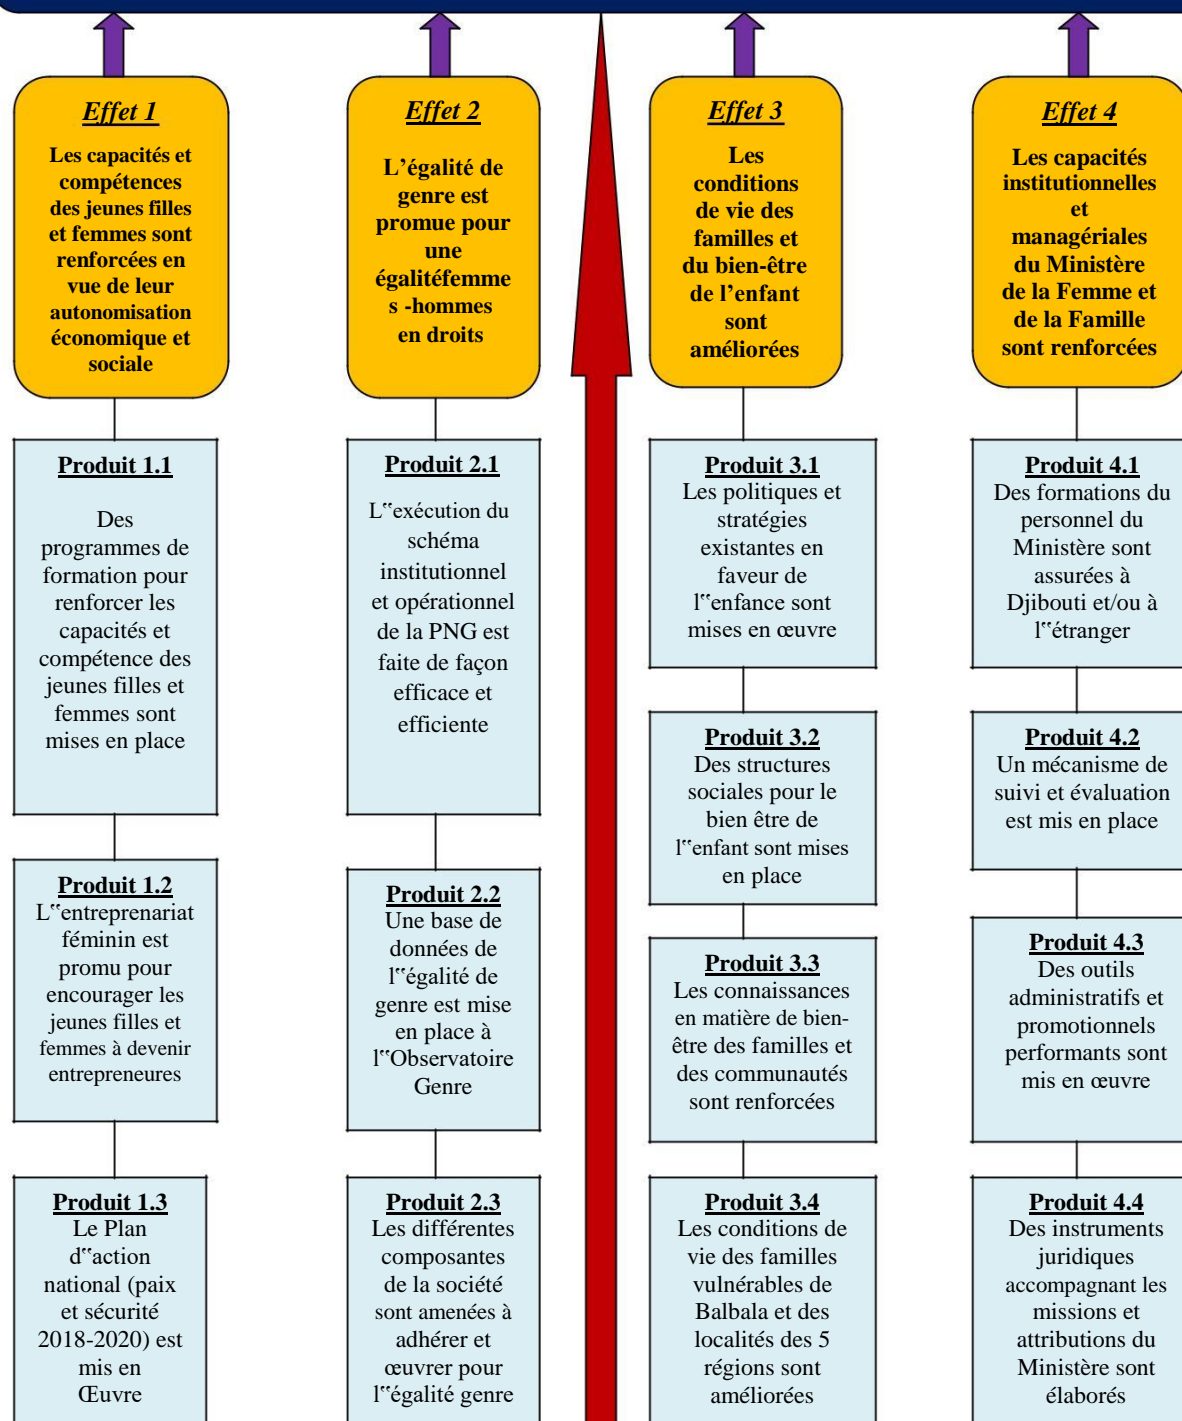 Effet 1
Les capacités et
compétences
des jeunes filles
et femmes sont
renforcées en
vue de leur
autonomisation
économique et
sociale
Produit 1.1
Des
programmes de
formation pour
renforcer les
capacités et
compétence des
jeunes filles et
femmes sont
mises en place
Produit 1.2
L‟entreprenariat
féminin est
promu pour
encourager les
jeunes filles et
femmes à devenir
entrepreneures
Produit 1.3
Le Plan
d‟action
national (paix
et sécurité
2018-2020) est
mis en
Œuvre
Effet 2
L’égalité de
genre est
promue pour
une
égalitéfemme
s -hommes
en droits
Produit 2.1
L‟exécution du
schéma
institutionnel
et opérationnel
de la PNG est
faite de façon
efficace et
efficiente
Produit 2.2
Une base de
données de
l‟égalité de
genre est mise
en place à
l‟Observatoire
Genre
Produit 2.3
Les différentes
composantes
de la société
sont amenées à
adhérer et
œuvrer pour
l‟égalité genre
Effet 3
Les
conditions
de vie des
familles et
du bien-être
de l’enfant
sont
améliorées
Produit 3.1
Les politiques et
stratégies
existantes en
faveur de
l‟enfance sont
mises en œuvre
Produit 3.2
Des structures
sociales pour le
bien être de
l‟enfant sont mises
en place
Produit 3.3
Les connaissances
en matière de bien-
être des familles et
des communautés
sont renforcées
Produit 3.4
Les conditions de
vie des familles
vulnérables de
Balbala et des
localités des 5
régions sont
améliorées
Effet 4
Les capacités
institutionnelles
et
managériales
du Ministère
de la Femme et
de la Famille
sont renforcées
Produit 4.1
Des formations du
personnel du
Ministère sont
assurées à
Djibouti et/ou à
l‟étranger
Produit 4.2
Un mécanisme de
suivi et évaluation
est mis en place
Produit 4.3
Des outils
administratifs et
promotionnels
performants sont
mis en œuvre
Produit 4.4
Des instruments
juridiques
accompagnant les
missions et
attributions du
Ministère sont
élaborés